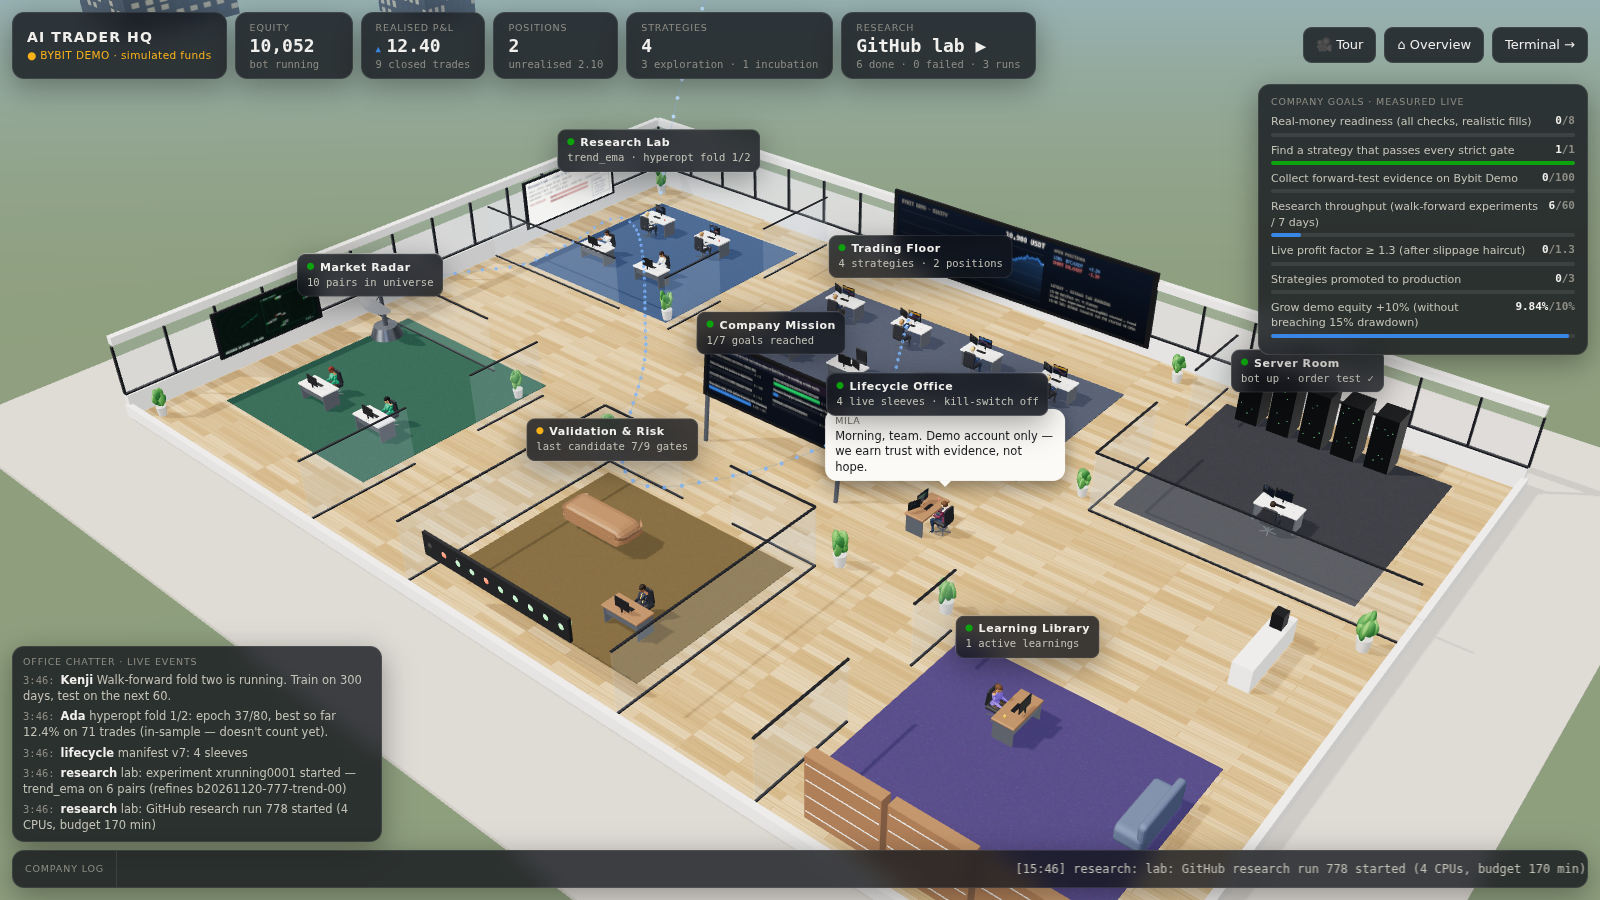 AI TRADER HQ
● BYBIT DEMO · simulated funds
EQUITY
10,052
bot running
REALISED P&L
▲ 12.40
9 closed trades
POSITIONS
2
unrealised 2.10
STRATEGIES
4
3 exploration · 1 incubation
RESEARCH
GitHub lab ▶
6 done · 0 failed · 3 runs
Tour
⌂ Overview
Terminal →
COMPANY GOALS · MEASURED LIVE
Real-money readiness (all checks, realistic fills) 0/8
Find a strategy that passes every strict gate 1/1
Collect forward-test evidence on Bybit Demo 0/100
Research throughput (walk-forward experiments 6/60
/ 7 days)
Live profit factor ≥ 1.3 (after slippage haircut) 0/1.3
Strategies promoted to production 0/3
Grow demo equity +10% (without 9.84%/10%
breaching 15% drawdown)
Research Lab
trend_ema · hyperopt fold 1/2
Market Radar
10 pairs in universe
Trading Floor
4 strategies · 2 positions
Company Mission
1/7 goals reached
Server Room
bot up · order test ✓
Lifecycle Office
4 live sleeves · kill-switch off
MILA
Morning, team. Demo account only —
we earn trust with evidence, not
hope.
Validation & Risk
last candidate 7/9 gates
Learning Library
1 active learnings
OFFICE CHATTER · LIVE EVENTS
3:46: Kenji Walk-forward fold two is running. Train on 300
days, test on the next 60.
3:46: Ada hyperopt fold 1/2: epoch 37/80, best so far
12.4% on 71 trades (in-sample — doesn't count yet).
3:46: lifecycle manifest v7: 4 sleeves
3:46: research lab: experiment xrunning0001 started —
trend_ema on 6 pairs (refines b20261120-777-trend-00)
3:46: research lab: GitHub research run 778 started (4
CPUs, budget 170 min)
COMPANY LOG
[15:46] research: lab: GitHub research run 778 started (4 CPUs, budget 170 min)